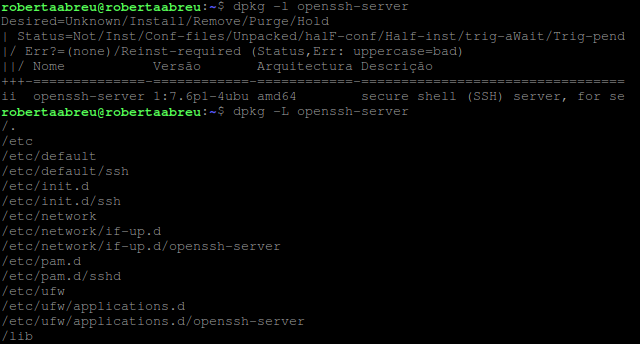 robertaabreu@robertaabreu:~$ dpkg -l openssh-server
Desired=Unknown/Install/Remove/Purge/Hold
| Status=Not/Inst/Conf-files/Unpacked/halF-conf/Half-inst/trig-aWait/Trig-pend
|/ Err?=(none)/Reinst-required (Status,Err: uppercase=bad)
||/ Nome           Versão       Arquitectura Descrição
+++-==============-============-============-=================================
ii  openssh-server 1:7.6p1-4ubu amd64        secure shell (SSH) server, for se
robertaabreu@robertaabreu:~$ dpkg -L openssh-server
/.
/etc
/etc/default
/etc/default/ssh
/etc/init.d
/etc/init.d/ssh
/etc/network
/etc/network/if-up.d
/etc/network/if-up.d/openssh-server
/etc/pam.d
/etc/pam.d/sshd
/etc/ufw
/etc/ufw/applications.d
/etc/ufw/applications.d/openssh-server
/lib